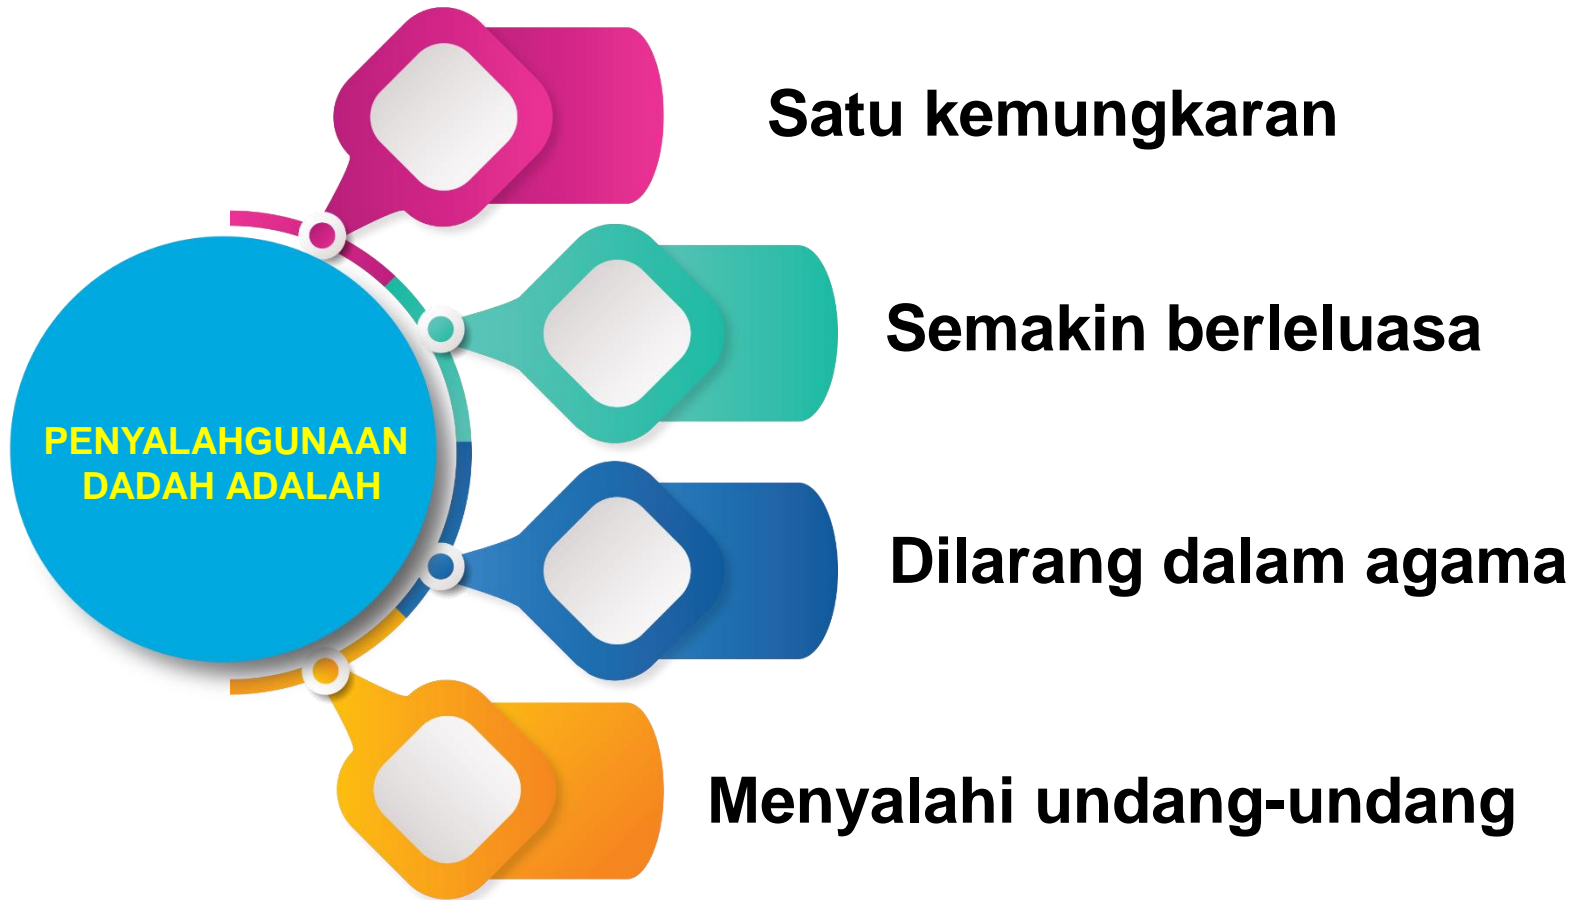 Satu kemungkaran
Semakin berleluasa
PENYALAHGUNAAN
DADAH ADALAH
Dilarang dalam agama
Menyalahi undang-undang